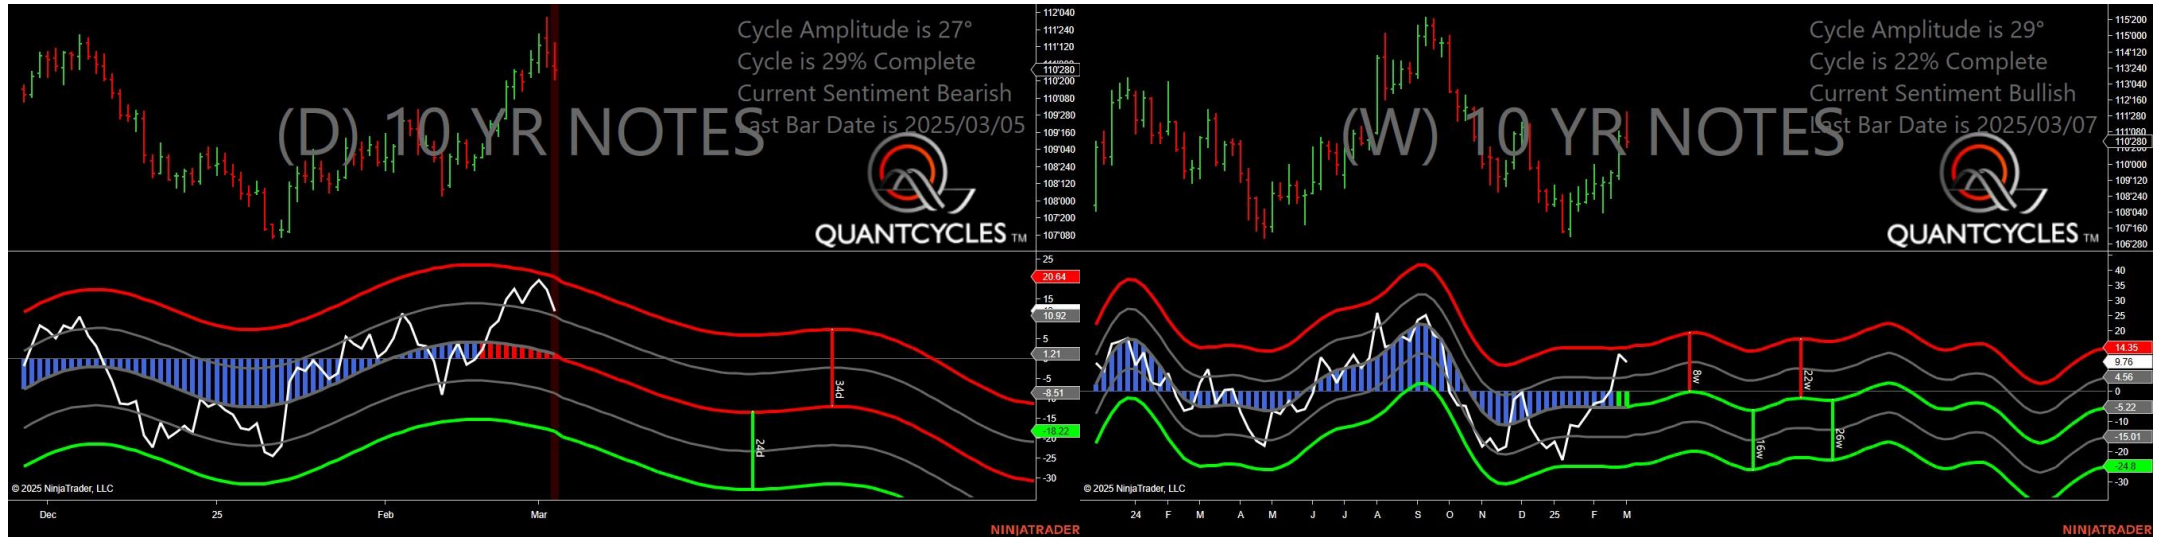 Cycle Amplitude is 27°
Cycle is 29% Complete
Current Sentiment Bearish
Last Bar Date is 2025/03/05
(D) 10 YR NOTES
QUANTCYCLES TM
112'040
111'240
111'120
110'280
110'200
110'080
109'280
109'160
109'040
108'240
108'120
108'000
107'200
107'080
25
20.64
15
10.92
5
1.21
-5
-8.51
-15
-18.22
-25
-30
34d
24d
© 2025 NinjaTrader, LLC
Dec
25
Feb
Mar
NINJATRADER
Cycle Amplitude is 29°
Cycle is 22% Complete
Current Sentiment Bullish
Last Bar Date is 2025/03/07
(W) 10 YR NOTES
QUANTCYCLES TM
115'200
115'000
114'120
113'240
113'040
112'160
111'280
111'080
110'280
110'000
109'120
108'240
108'040
107'160
106'280
40
35
30
25
20
14.35
9.76
4.56
0
-5.22
-10
-15.01
-20
-24.8
-30
8w
22w
16w
26w
© 2025 NinjaTrader, LLC
24 F M A M J J A S O N D 25 F M
NINJATRADER